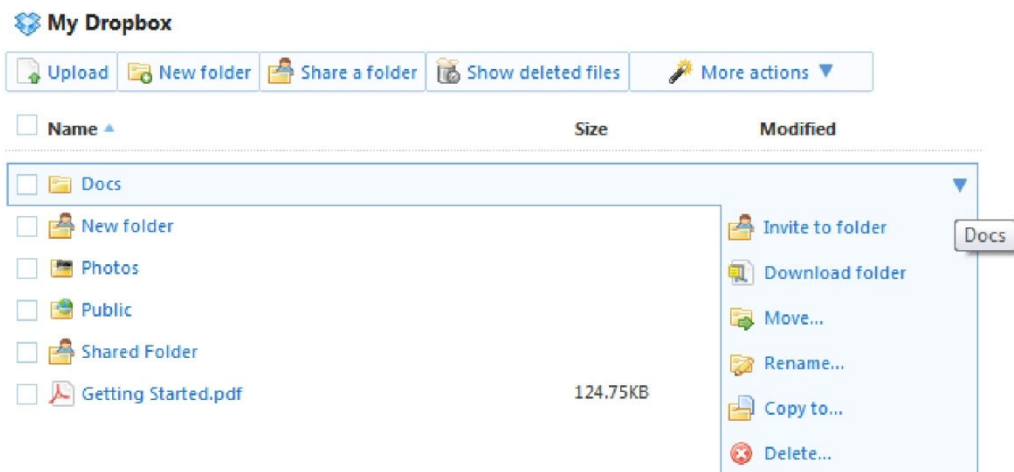 My Dropbox
Upload New folder Share a folder Show deleted files More actions
Name Size Modified
Docs
New folder
Photos
Public
Shared Folder
Getting Started.pdf 124.75KB
Invite to folder
Download folder
Move...
Rename...
Copy to...
Delete...
Docs